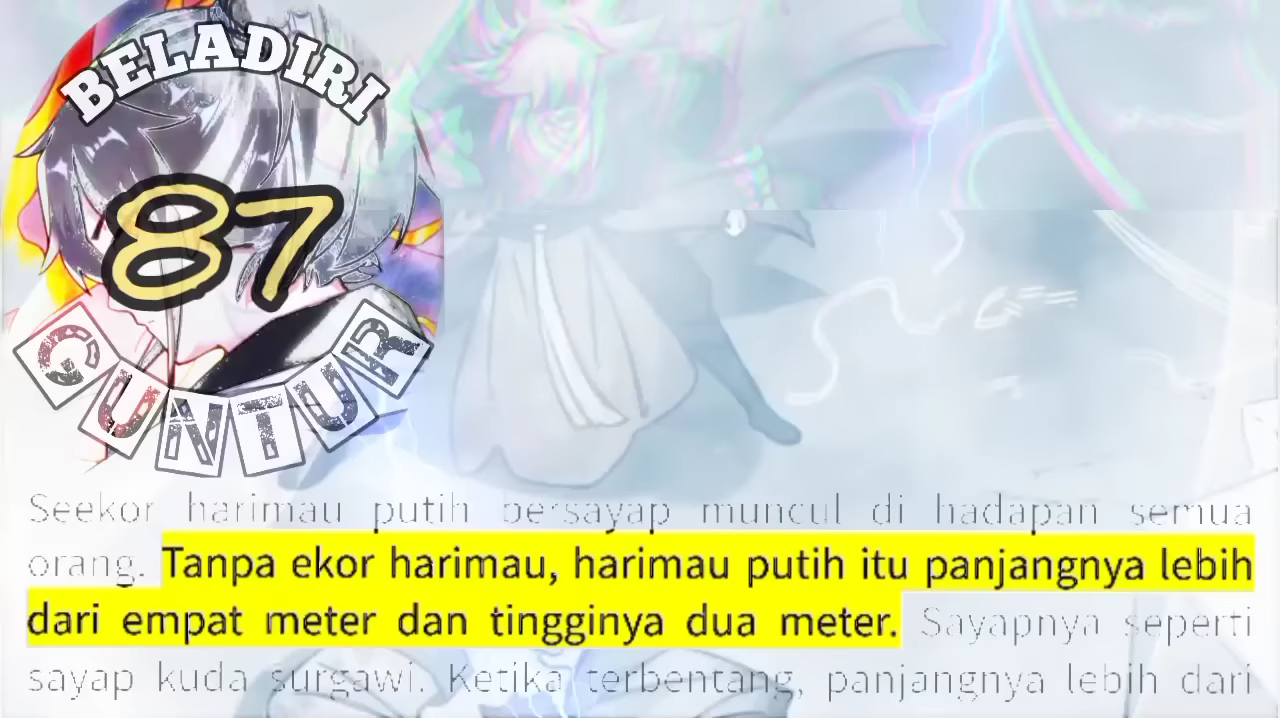 BELADIRI
87
GUNTUR
Seekor harimau putih bersayap muncul di hadapan semua
orang. Tanpa ekor harimau, harimau putih itu panjangnya lebih
dari empat meter dan tingginya dua meter. Sayapnya seperti
sayap kuda surgawi. Ketika terbentang, panjangnya lebih dari